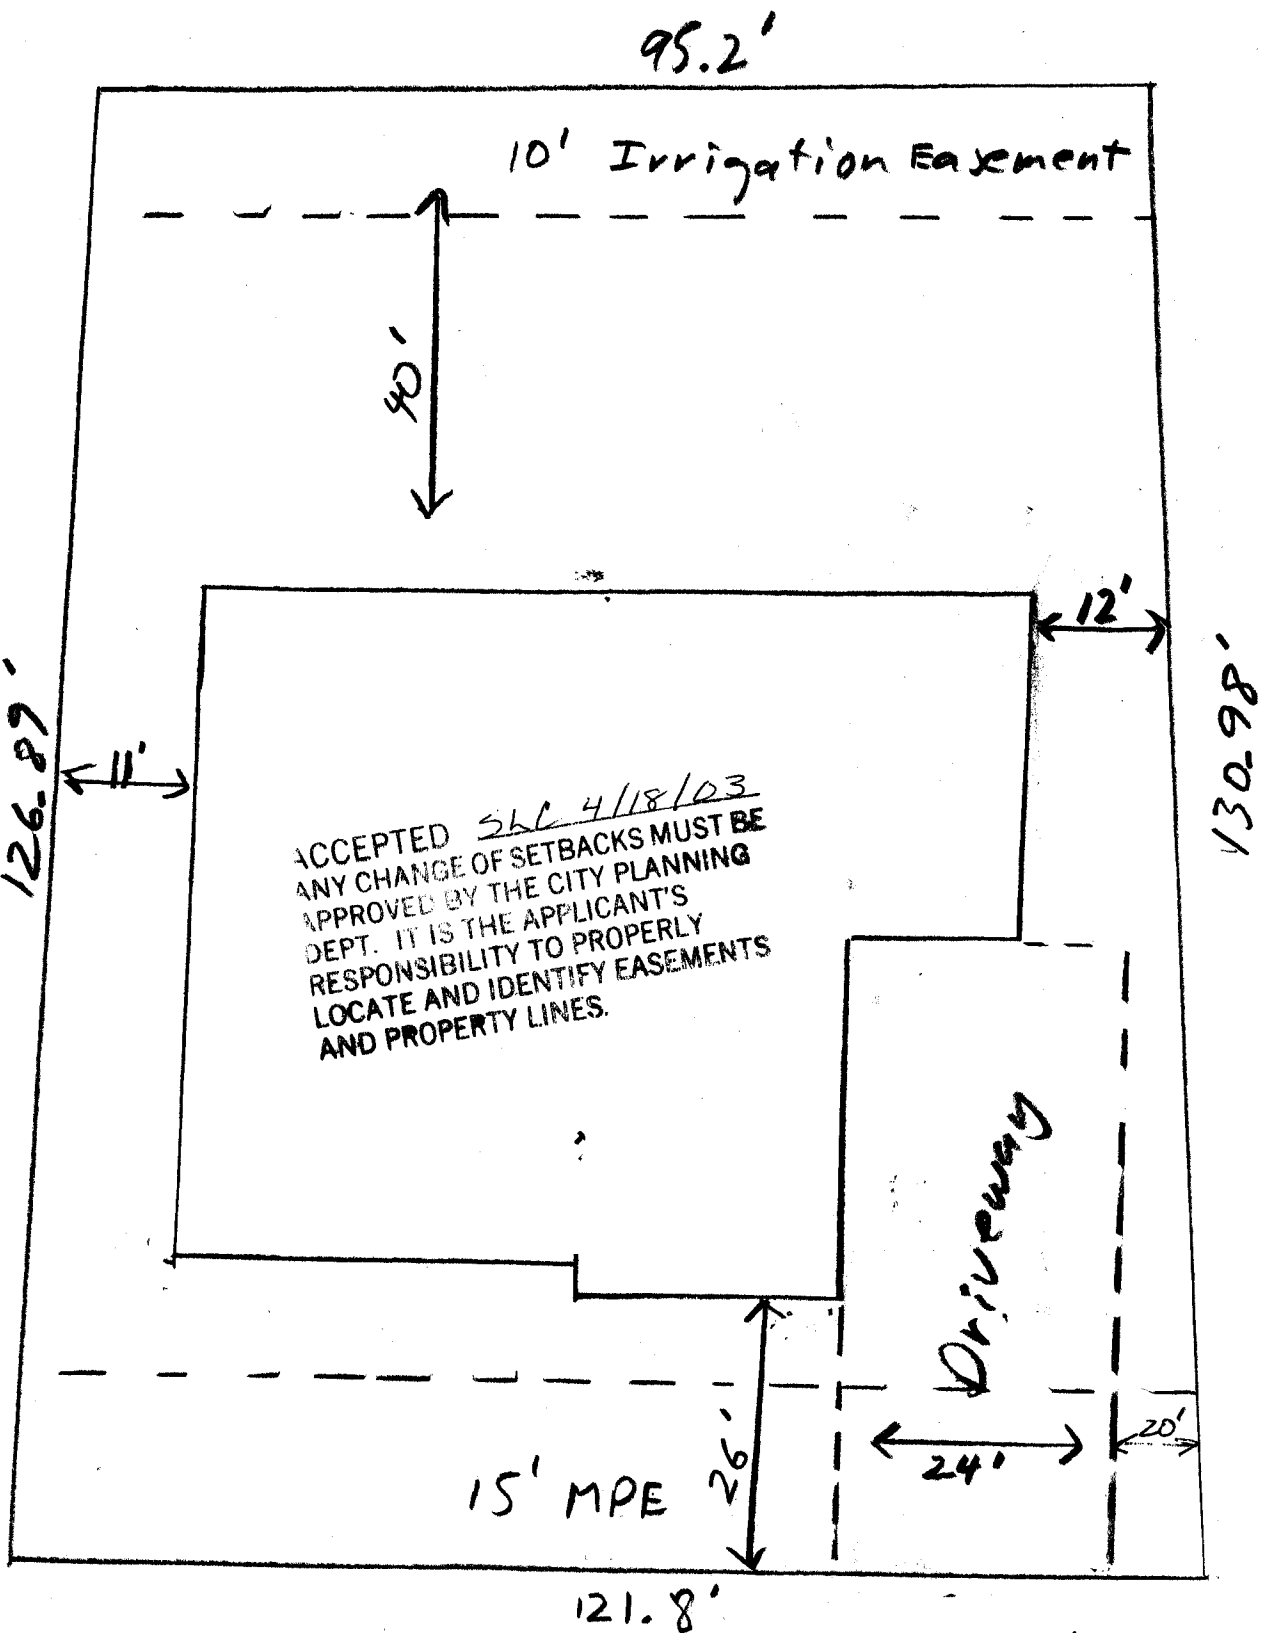 95.2'
10' Irrigation Easement
40'
12'
126.89'
130.98'
11'
ACCEPTED SLC 4/18/03
ANY CHANGE OF SETBACKS MUST BE
APPROVED BY THE CITY PLANNING
DEPT. IT IS THE APPLICANT'S
RESPONSIBILITY TO PROPERLY
LOCATE AND IDENTIFY EASEMENTS
AND PROPERTY LINES.
Driveway
20'
24'
26'
15' MPE
121.8'